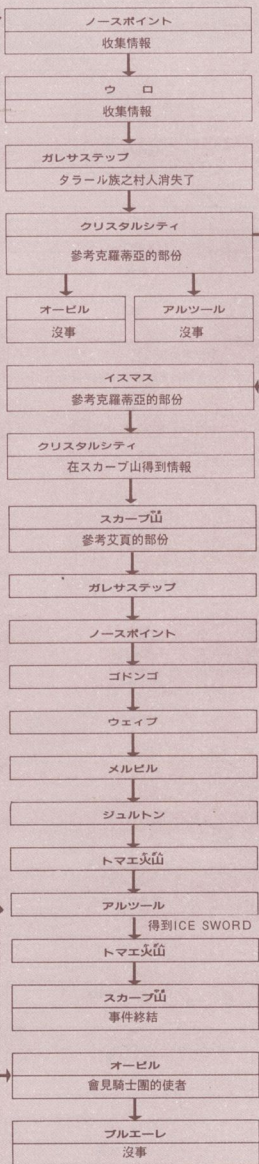 ノースポイント
收集情報
ウロ
收集情報
ガレサステップ
タラール族之村人消失了
クリスタルシティ
參考克羅蒂亞的部份
オービル
沒事
アルツール
沒事
イスマス
參考克羅蒂亞的部份
クリスタルシティ
在スカーブ山得到情報
スカーブ山
參考艾頁的部份
ガレサステップ
ノースポイント
ゴドンゴ
ウェイプ
メルビル
ジュルトン
トマエ火山
アルツール
得到ICE SWORD
トマエ火山
スカーブ山
事件終結
オービル
會見騎士團的使者
ブルエーレ
沒事